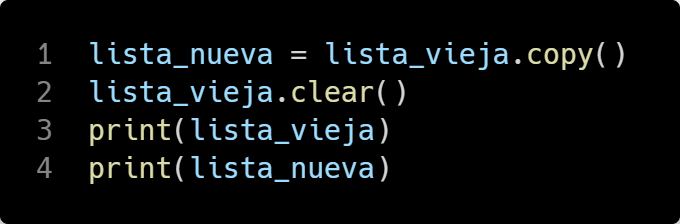 1 lista_nueva = lista_vieja.copy()
2 lista_vieja.clear()
3 print(lista_vieja)
4 print(lista_nueva)